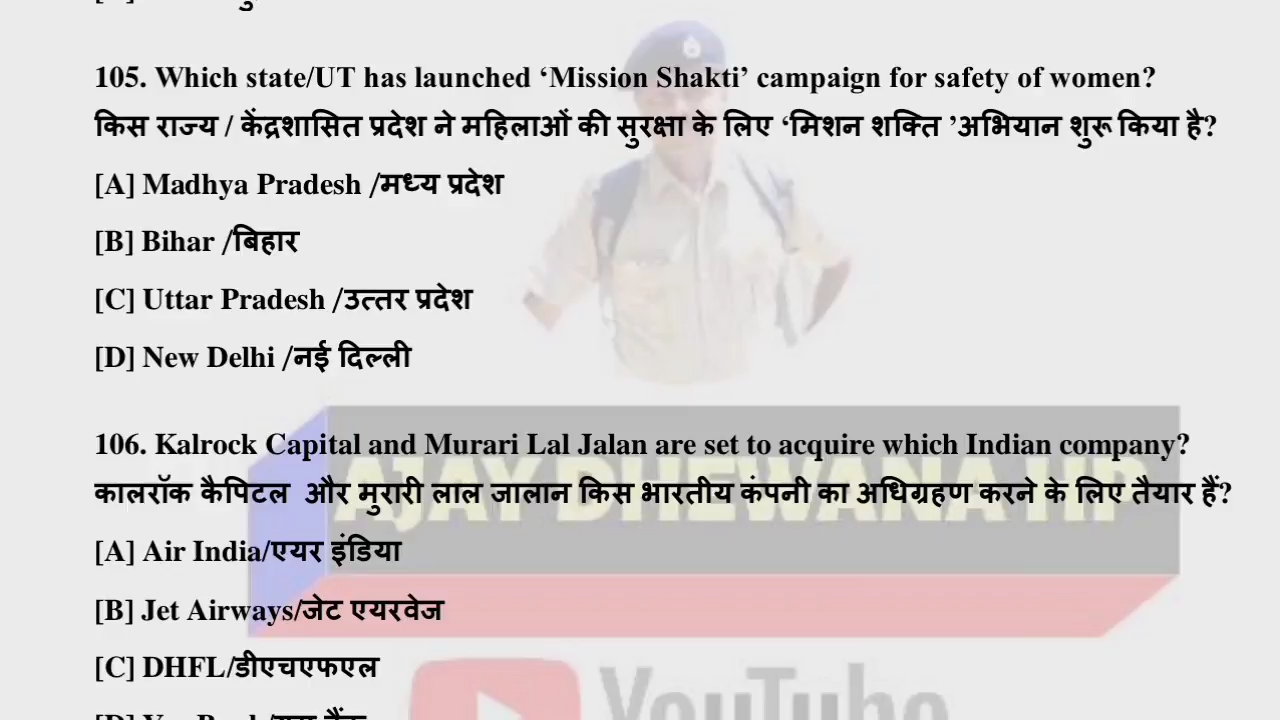 105. Which state/UT has launched ‘Mission Shakti’ campaign for safety of women?
किस राज्य / केंद्रशासित प्रदेश ने महिलाओं की सुरक्षा के लिए ‘मिशन शक्ति ’अभियान शुरू किया है?
[A] Madhya Pradesh /मध्य प्रदेश
[B] Bihar /बिहार
[C] Uttar Pradesh /उत्तर प्रदेश
[D] New Delhi /नई दिल्ली
106. Kalrock Capital and Murari Lal Jalan are set to acquire which Indian company?
कालरॉक कैपिटल और मुरारी लाल जालान किस भारतीय कंपनी का अधिग्रहण करने के लिए तैयार हैं?
AJAY DHEWANA HP
[A] Air India/एयर इंडिया
[B] Jet Airways/जेट एयरवेज
[C] DHFL/डीएचएफएल
YouTube